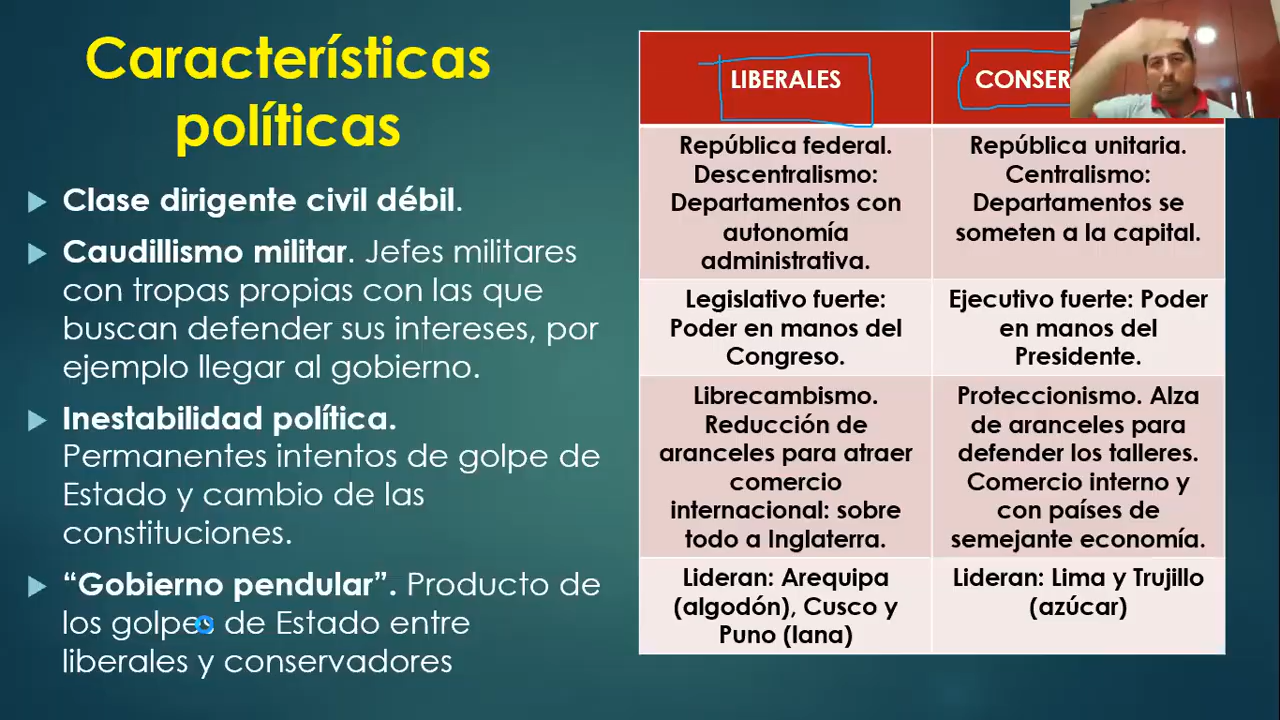 Características
políticas
Clase dirigente civil débil.
Caudillismo militar. Jefes militares
con tropas propias con las que
buscan defender sus intereses, por
ejemplo llegar al gobierno.
Inestabilidad política.
Permanentes intentos de golpe de
Estado y cambio de las
constituciones.
“Gobierno pendular”. Producto de
los golpes de Estado entre
liberales y conservadores
LIBERALES
República federal.
Descentralismo:
Departamentos con
autonomía
administrativa.
República unitaria.
Centralismo:
Departamentos se
someten a la capital.
Legislativo fuerte:
Poder en manos del
Congreso.
Ejecutivo fuerte: Poder
en manos del
Presidente.
Librecambismo.
Reducción de
aranceles para atraer
comercio
internacional: sobre
todo a Inglaterra.
Proteccionismo. Alza
de aranceles para
defender los talleres.
Comercio interno y
con países de
semejante economía.
Lideran: Arequipa
(algodón), Cusco y
Puno (lana)
Lideran: Lima y Trujillo
(azúcar)